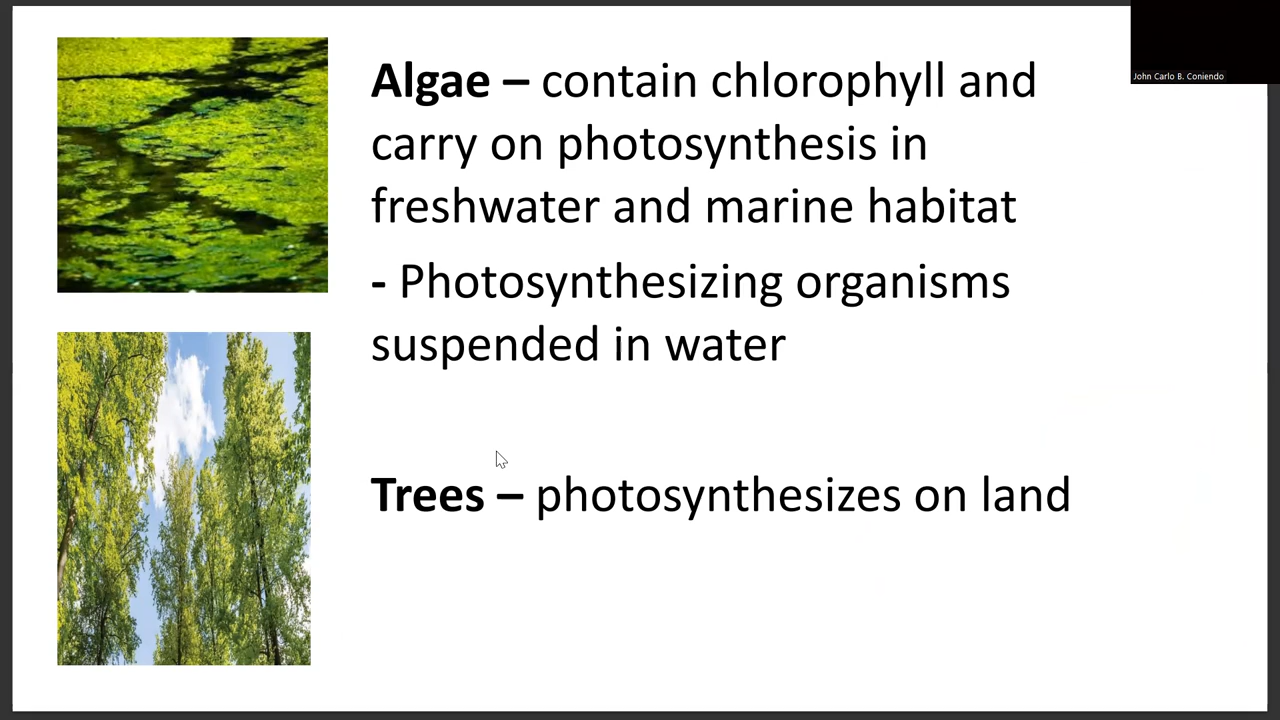 John Carlo B. Coniendo
Algae – contain chlorophyll and
carry on photosynthesis in
freshwater and marine habitat
- Photosynthesizing organisms
suspended in water
Trees – photosynthesizes on land